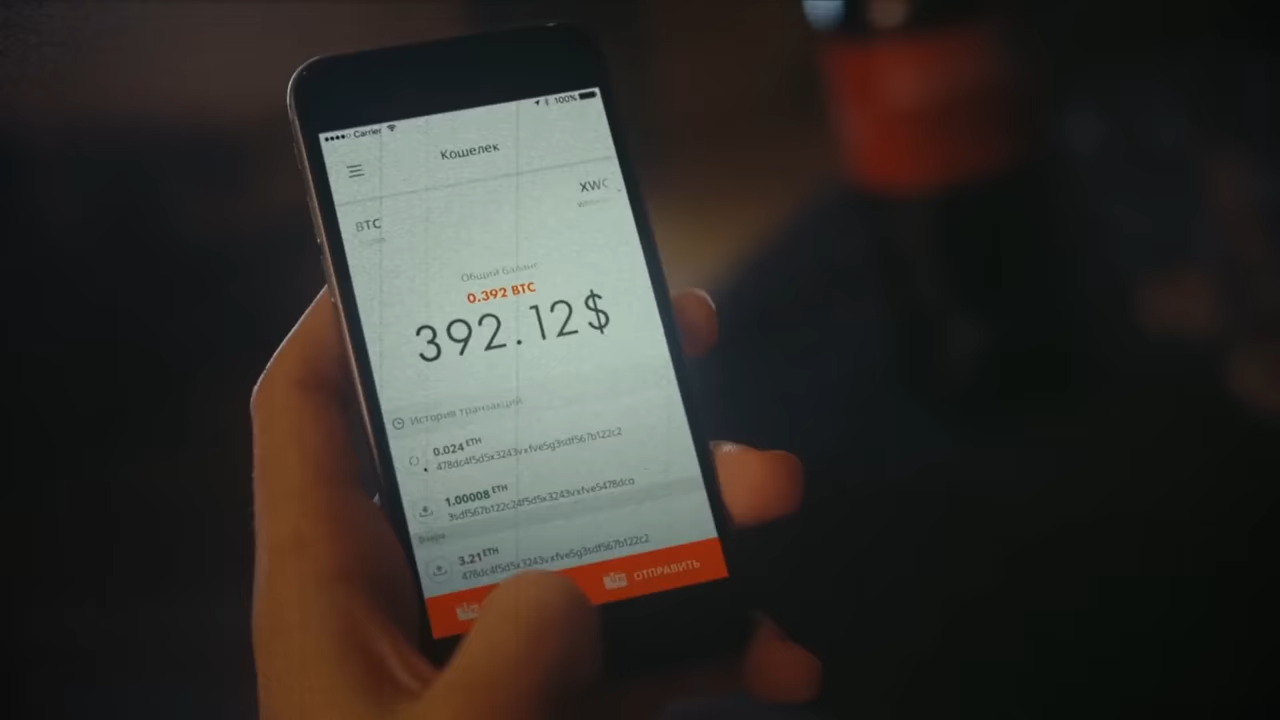 Carrier 100%
Кошелек
XWC
BTC
Общий баланс
0.392 BTC
392.12$
История транзакций
0.024 ETH
478dc4f5d5x3243vxfve5g3sdf567b122c2
1.00008 ETH
3sdf567b122c24f5d5x3243vxfve5478dca
Вчера
3.21 ETH
478dc4f5d5x3243vxfve5g3sdf567b122c2
ОТПРАВИТЬ